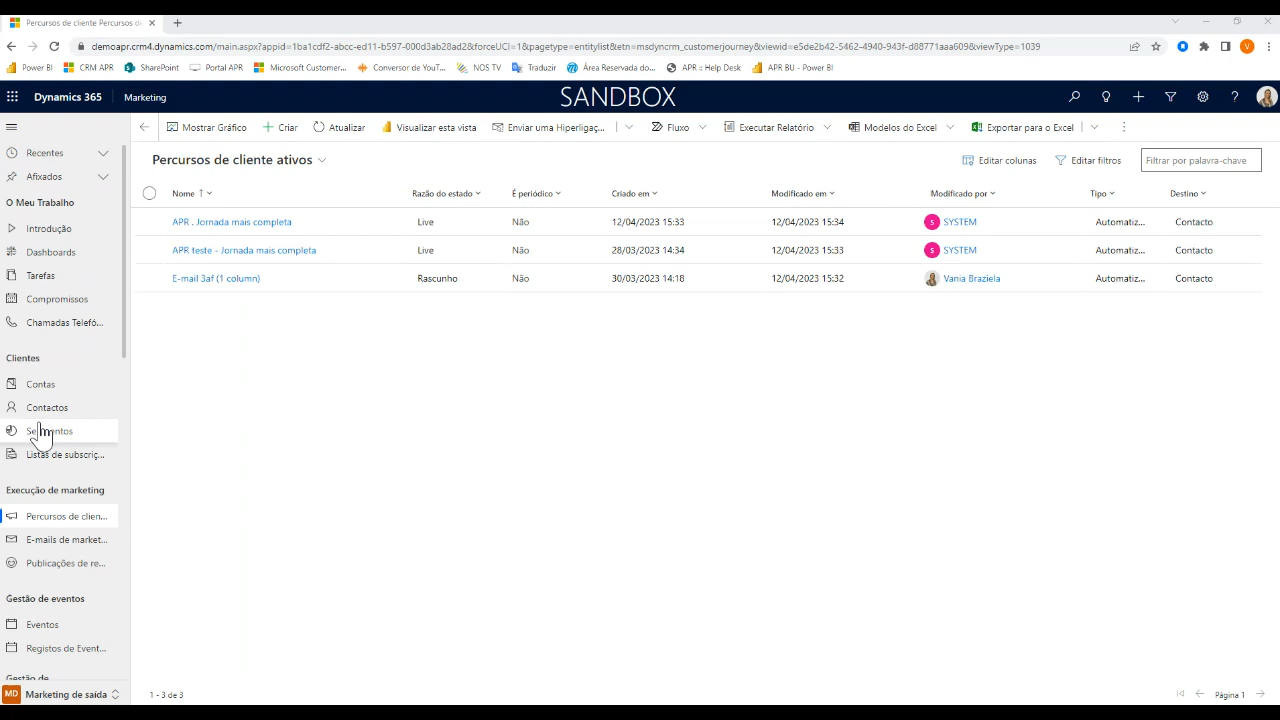 Percursos de cliente Percursos de
demoapr.crm4.dynamics.com/main.aspx?appid=1ba1cdf2-abcc-ed11-b597-000d3ab28ad2&forceUCI=1&pagetype=entitylist&etn=msdyncrm_customerjourney&viewid=e5de2b42-5462-4940-943f-d88771aaa609&viewType=1039
V
Power BI CRM APR SharePoint Portal APR Microsoft Customer... Conversor de YouT... NOS TV Traduzir Área Reservada do... APR :: Help Desk APR BU - Power BI
Dynamics 365 Marketing SANDBOX
Mostrar Gráfico Criar Atualizar Visualizar esta vista Enviar uma Hiperligaç... Fluxo Executar Relatório Modelos do Excel Exportar para o Excel
Recentes
Afixados
O Meu Trabalho
Introdução
Dashboards
Tarefas
Compromissos
Chamadas Telefó...
Clientes
Contas
Contactos
Listas de subscriç...
Execução de marketing
Percursos de clien...
E-mails de market...
Publicações de re...
Gestão de eventos
Eventos
Registos de Event...
Gestão de
MD Marketing de saída
Percursos de cliente ativos
Editar colunas Editar filtros Filtrar por palavra-chave
Nome Razão do estado É periódico Criado em Modificado em Modificado por Tipo Destino
APR . Jornada mais completa Live Não 12/04/2023 15:33 12/04/2023 15:34 S SYSTEM Automatiz... Contacto
APR teste - Jornada mais completa Live Não 28/03/2023 14:34 12/04/2023 15:33 S SYSTEM Automatiz... Contacto
E-mail 3af (1 column) Rascunho Não 30/03/2023 14:18 12/04/2023 15:32 Vania Braziela Automatiz... Contacto
1 - 3 de 3
Página 1